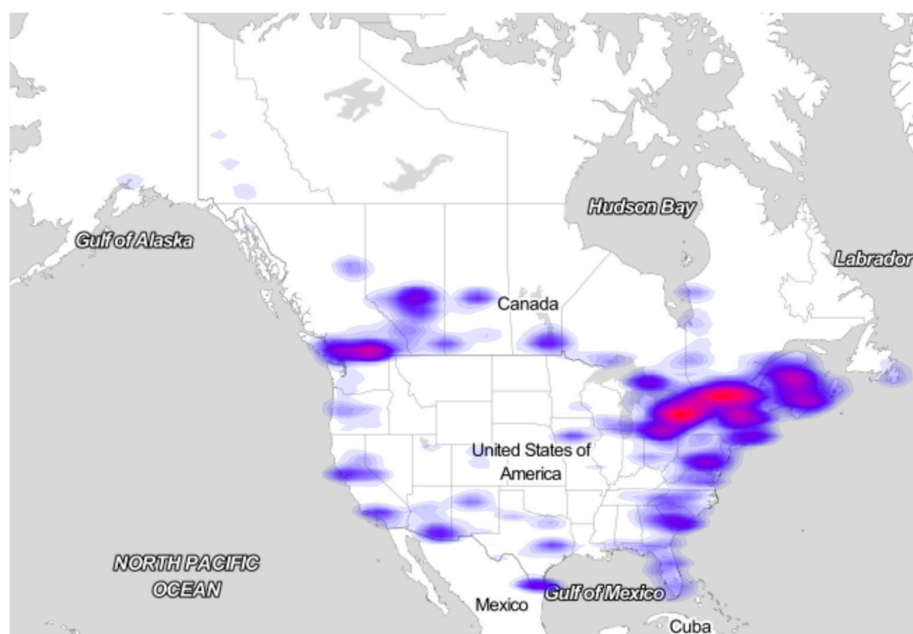 Hudson Bay
Gulf of Alaska
Labrador
Canada
United States of
America
NORTH PACIFIC
OCEAN
Gulf of Mexico
Mexico
Cuba